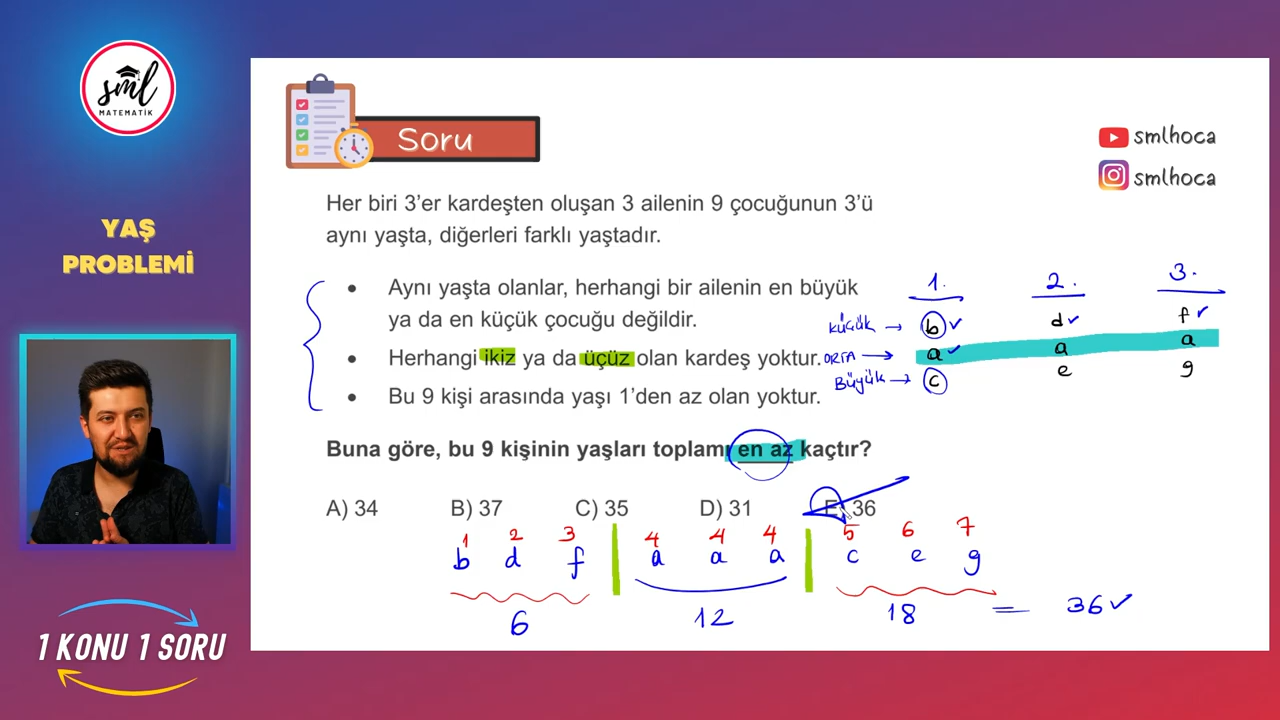 sml
MATEMATİK
Soru
smlhoca
smlhoca
YAŞ
PROBLEMİ
Her biri 3'er kardeşten oluşan 3 ailenin 9 çocuğunun 3'ü
aynı yaşta, diğerleri farklı yaştadır.
• Aynı yaşta olanlar, herhangi bir ailenin en büyük
ya da en küçük çocuğu değildir.
• Herhangi ikiz ya da üçüz olan kardeş yoktur.
• Bu 9 kişi arasında yaşı 1'den az olan yoktur.
1. 2. 3.
küçük → b ✓ d ✓ f ✓
ORTA → a ✓ a a
Büyük → c e g
Buna göre, bu 9 kişinin yaşları toplamı en az kaçtır?
A) 34 B) 37 C) 35 D) 31 E) 36
1 2 3 4 4 4 5 6 7
b d f a a a c e g
6 12 18 = 36 ✓
1 KONU 1 SORU